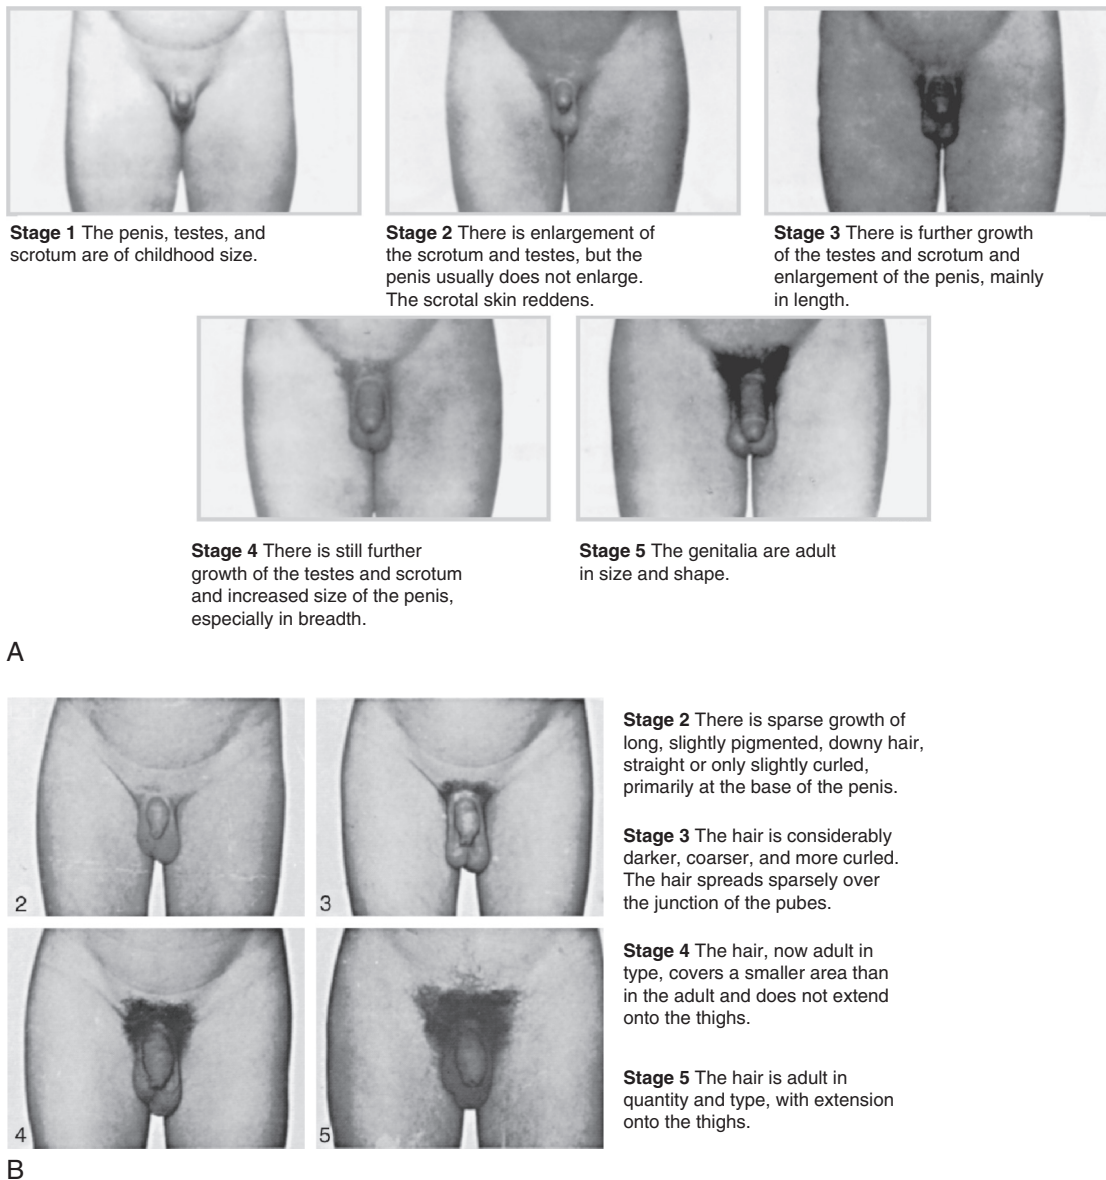 Stage 1 The penis, testes, and
scrotum are of childhood size.
Stage 2 There is enlargement of
the scrotum and testes, but the
penis usually does not enlarge.
The scrotal skin reddens.
Stage 3 There is further growth
of the testes and scrotum and
enlargement of the penis, mainly
in length.
Stage 4 There is still further
growth of the testes and scrotum
and increased size of the penis,
especially in breadth.
Stage 5 The genitalia are adult
in size and shape.
A
2
3
Stage 2 There is sparse growth of
long, slightly pigmented, downy hair,
straight or only slightly curled,
primarily at the base of the penis.
Stage 3 The hair is considerably
darker, coarser, and more curled.
The hair spreads sparsely over
the junction of the pubes.
4
5
Stage 4 The hair, now adult in
type, covers a smaller area than
in the adult and does not extend
onto the thighs.
Stage 5 The hair is adult in
quantity and type, with extension
onto the thighs.
B